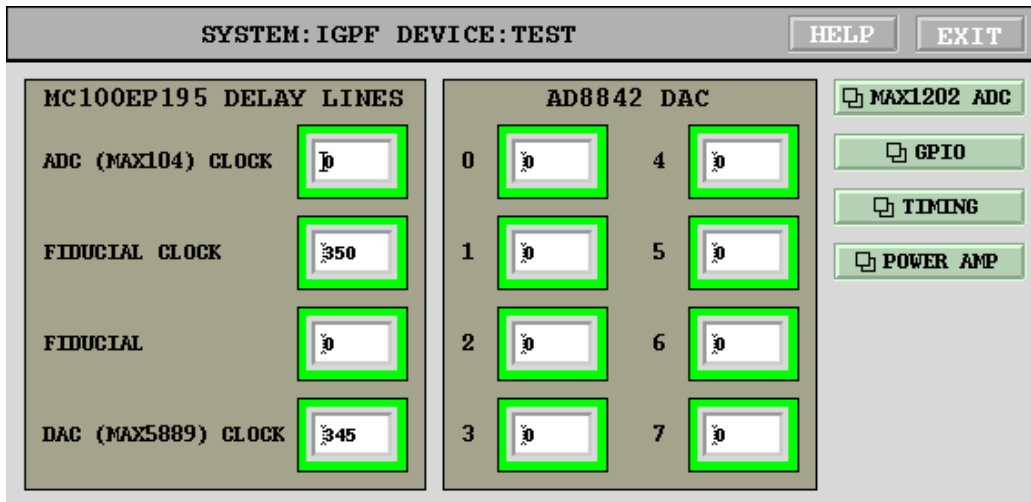 SYSTEM:IGPF DEVICE:TEST
HELP
EXIT
MC100EP195 DELAY LINES
ADC (MAX104) CLOCK 0
FIDUCIAL CLOCK 350
FIDUCIAL 0
DAC (MAX5889) CLOCK 345
AD8842 DAC
0 0 4 0
1 0 5 0
2 0 6 0
3 0 7 0
MAX1202 ADC
GPIO
TIMING
POWER AMP